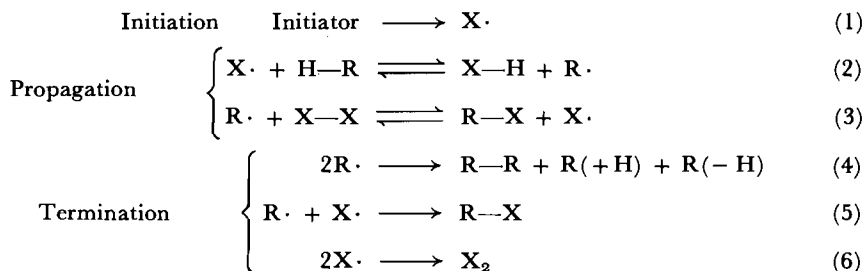 Initiation Initiator ⟶ X· (1)
Propagation
X· + H—R ⇌ X—H + R· (2)
R· + X—X ⇌ R—X + X· (3)
Termination
2R· ⟶ R—R + R(+H) + R(−H) (4)
R· + X· ⟶ R—X (5)
2X· ⟶ X₂ (6)